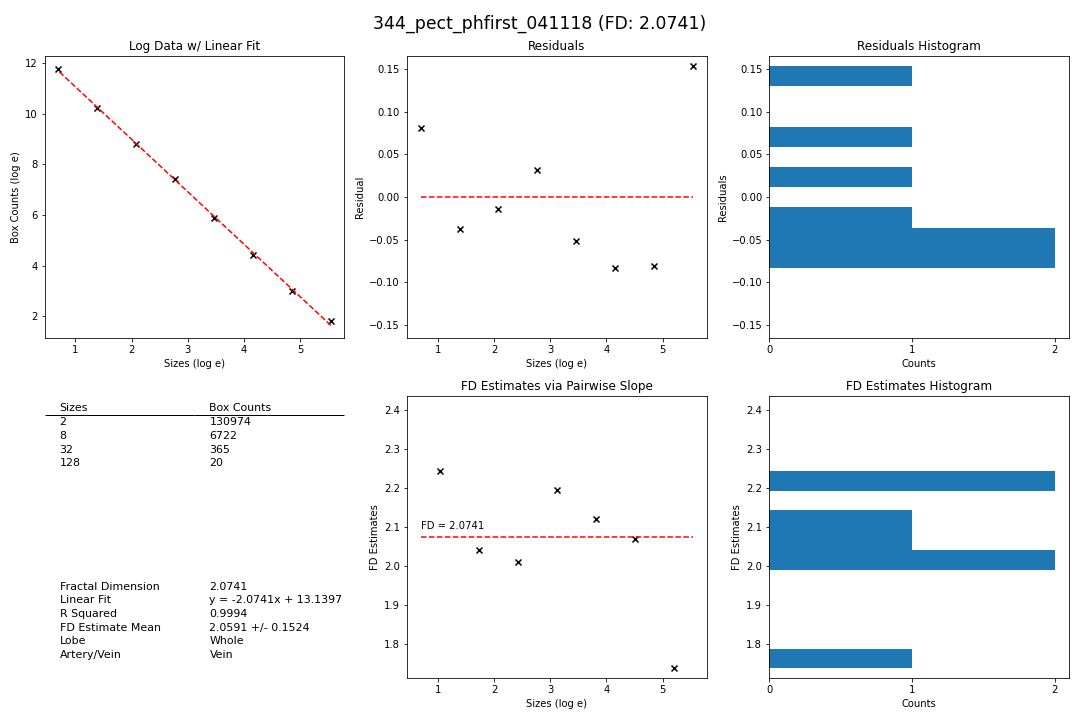 344_pect_phfirst_041118 (FD: 2.0741)
Log Data w/ Linear Fit
12
10
8
6
4
2
Box Counts (log e)
1 2 3 4 5
Sizes (log e)
Residuals
0.15
0.10
0.05
0.00
−0.05
−0.10
−0.15
Residual
1 2 3 4 5
Sizes (log e)
Residuals Histogram
0.15
0.10
0.05
0.00
−0.05
−0.10
−0.15
Residuals
0 1 2
Counts
Sizes Box Counts
2 130974
8 6722
32 365
128 20
Fractal Dimension 2.0741
Linear Fit y = -2.0741x + 13.1397
R Squared 0.9994
FD Estimate Mean 2.0591 +/- 0.1524
Lobe Whole
Artery/Vein Vein
FD Estimates via Pairwise Slope
2.4
2.3
2.2
2.1
2.0
1.9
1.8
FD Estimates
FD = 2.0741
1 2 3 4 5
Sizes (log e)
FD Estimates Histogram
2.4
2.3
2.2
2.1
2.0
1.9
1.8
FD Estimates
0 1 2
Counts